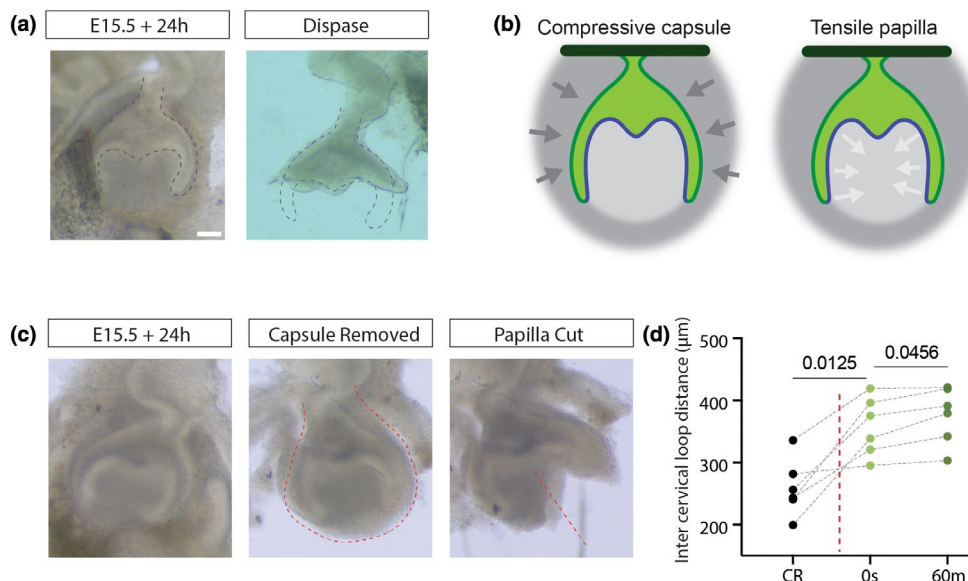 (a)
E15.5 + 24h
Dispase
(b)
Compressive capsule
Tensile papilla
(c)
E15.5 + 24h
Capsule Removed
Papilla Cut
(d)
Inter cervical loop distance (µm)
500
400
300
200
0.0125
0.0456
CR
0s
60m